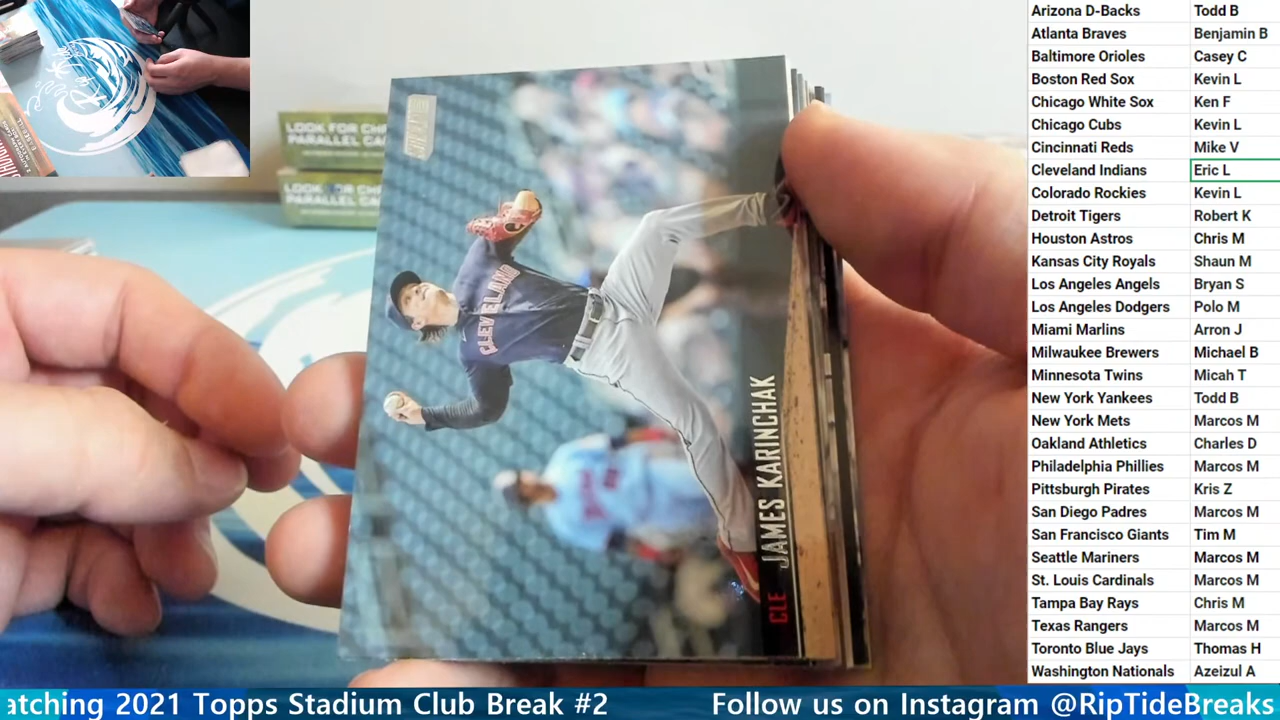 LOOK FOR CHR
PARALLEL CA
LOOK FOR CH
PARALLEL CA
CLEVELAND
CLE JAMES KARINCHAK
Arizona D-Backs Todd B
Atlanta Braves Benjamin B
Baltimore Orioles Casey C
Boston Red Sox Kevin L
Chicago White Sox Ken F
Chicago Cubs Kevin L
Cincinnati Reds Mike V
Cleveland Indians Eric L
Colorado Rockies Kevin L
Detroit Tigers Robert K
Houston Astros Chris M
Kansas City Royals Shaun M
Los Angeles Angels Bryan S
Los Angeles Dodgers Polo M
Miami Marlins Arron J
Milwaukee Brewers Michael B
Minnesota Twins Micah T
New York Yankees Todd B
New York Mets Marcos M
Oakland Athletics Charles D
Philadelphia Phillies Marcos M
Pittsburgh Pirates Kris Z
San Diego Padres Marcos M
San Francisco Giants Tim M
Seattle Mariners Marcos M
St. Louis Cardinals Marcos M
Tampa Bay Rays Chris M
Texas Rangers Marcos M
Toronto Blue Jays Thomas H
Washington Nationals Azeizul A
atching 2021 Topps Stadium Club Break #2 Follow us on Instagram @RipTideBreaks